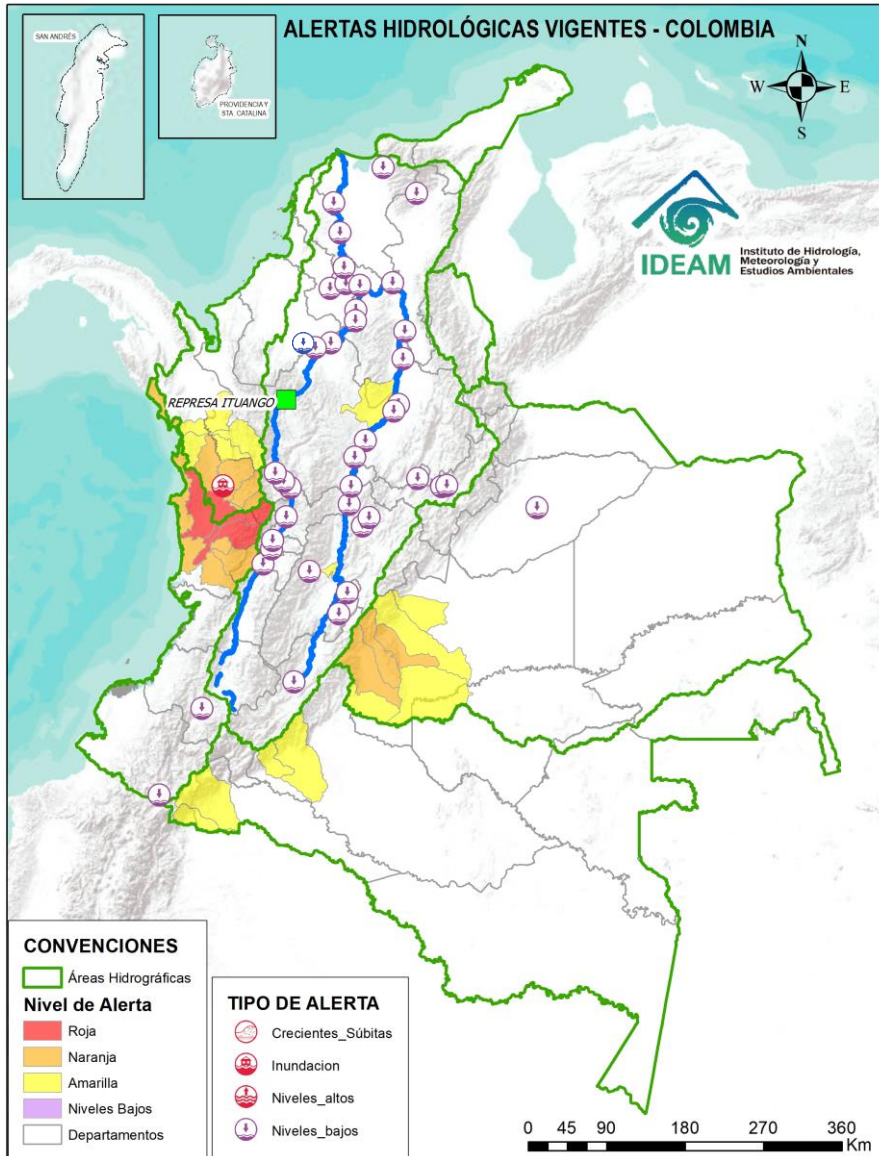 ALERTAS HIDROLÓGICAS VIGENTES - COLOMBIA
SAN ANDRÉS
PROVIDENCIA Y
STA. CATALINA
N
W
E
S
IDEAM
Instituto de Hidrología,
Meteorología y
Estudios Ambientales
REPRESA ITUANGO
CONVENCIONES
Áreas Hidrográficas
Nivel de Alerta
Roja
Naranja
Amarilla
Niveles Bajos
Departamentos
TIPO DE ALERTA
Crecientes_Súbitas
Inundacion
Niveles_altos
Niveles_bajos
0 45 90 180 270 360
Km